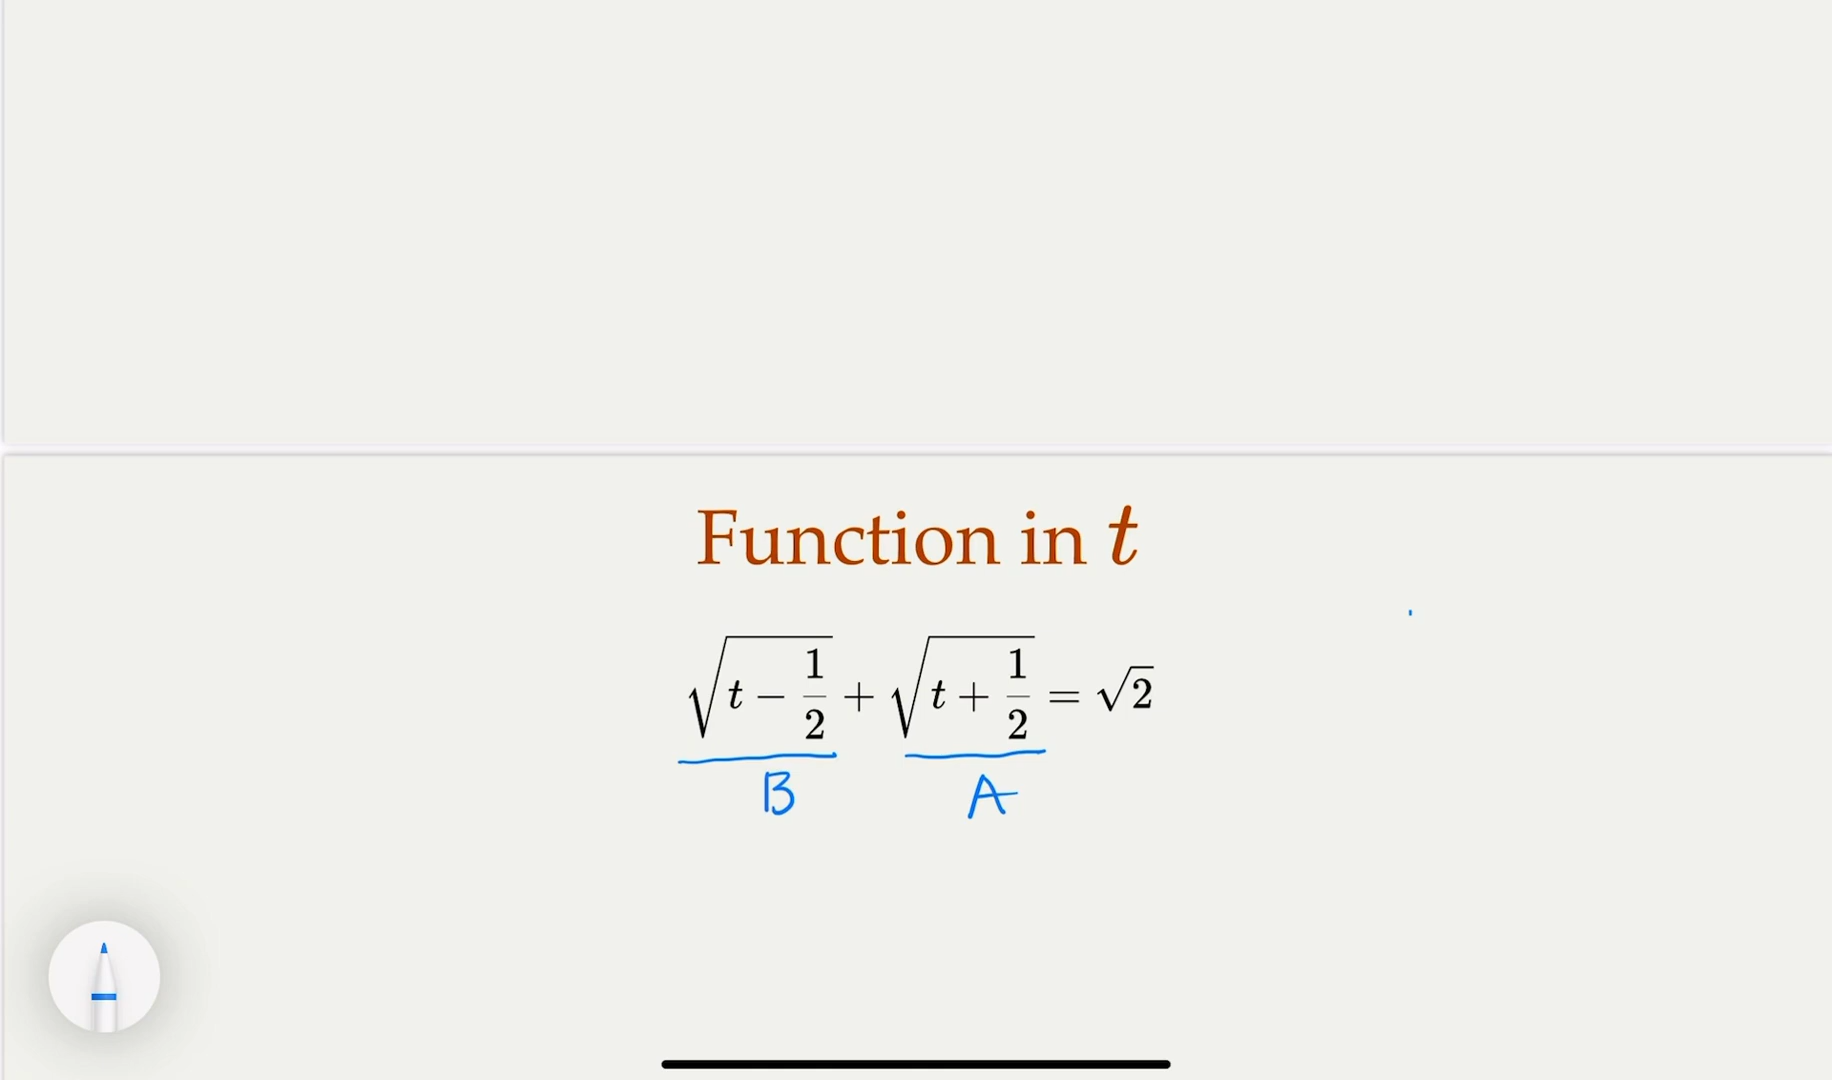 Function in t
√(t − 1/2) + √(t + 1/2) = √2
B A